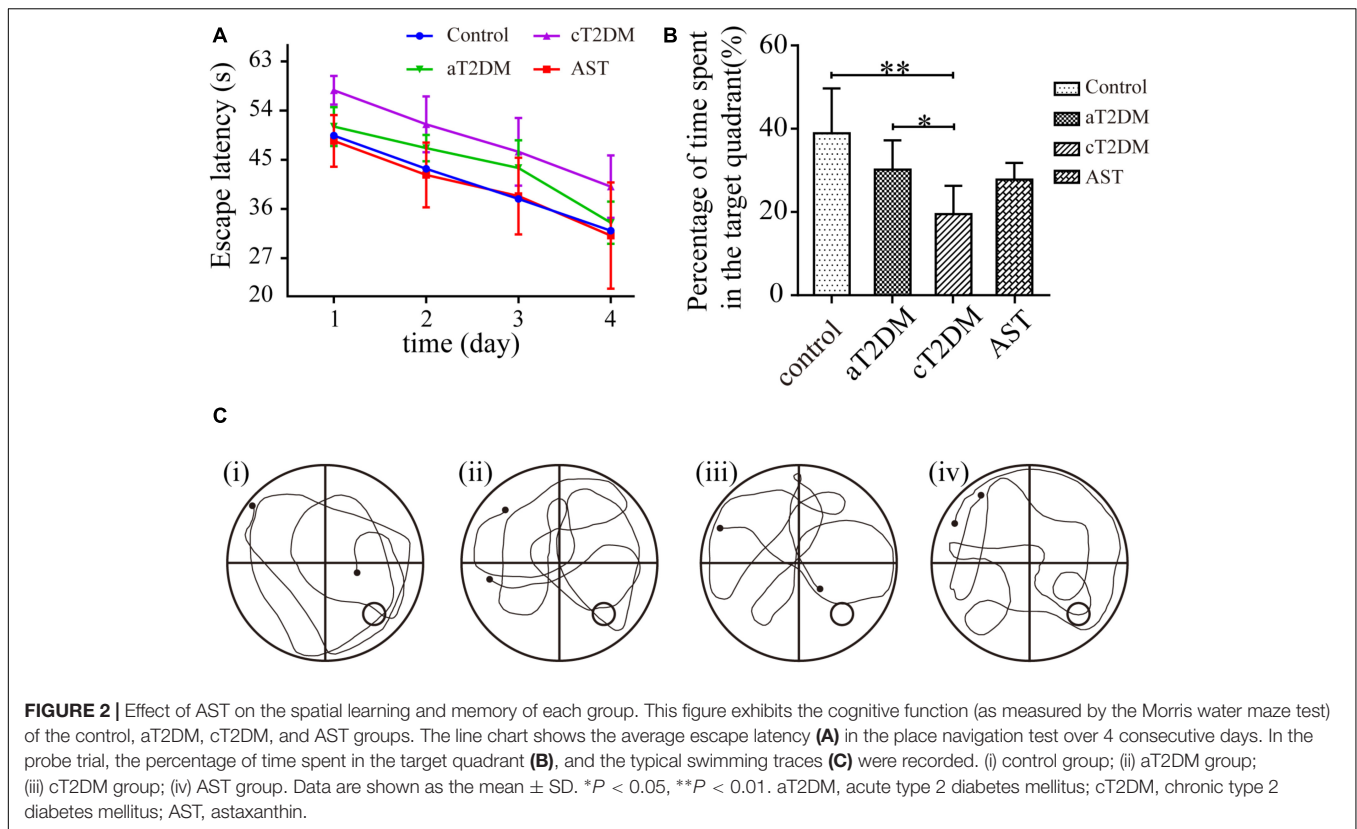 A
Control
cT2DM
aT2DM
AST
Escape latency (s)
63
54
45
36
27
20
1 2 3 4
time (day)
B
Percentage of time spent
in the target quadrant(%)
60
40
20
0
**
*
control
aT2DM
cT2DM
AST
Control
aT2DM
cT2DM
AST
C
(i)
(ii)
(iii)
(iv)
FIGURE 2 | Effect of AST on the spatial learning and memory of each group. This figure exhibits the cognitive function (as measured by the Morris water maze test)
of the control, aT2DM, cT2DM, and AST groups. The line chart shows the average escape latency (A) in the place navigation test over 4 consecutive days. In the
probe trial, the percentage of time spent in the target quadrant (B), and the typical swimming traces (C) were recorded. (i) control group; (ii) aT2DM group;
(iii) cT2DM group; (iv) AST group. Data are shown as the mean ± SD. *P < 0.05, **P < 0.01. aT2DM, acute type 2 diabetes mellitus; cT2DM, chronic type 2
diabetes mellitus; AST, astaxanthin.